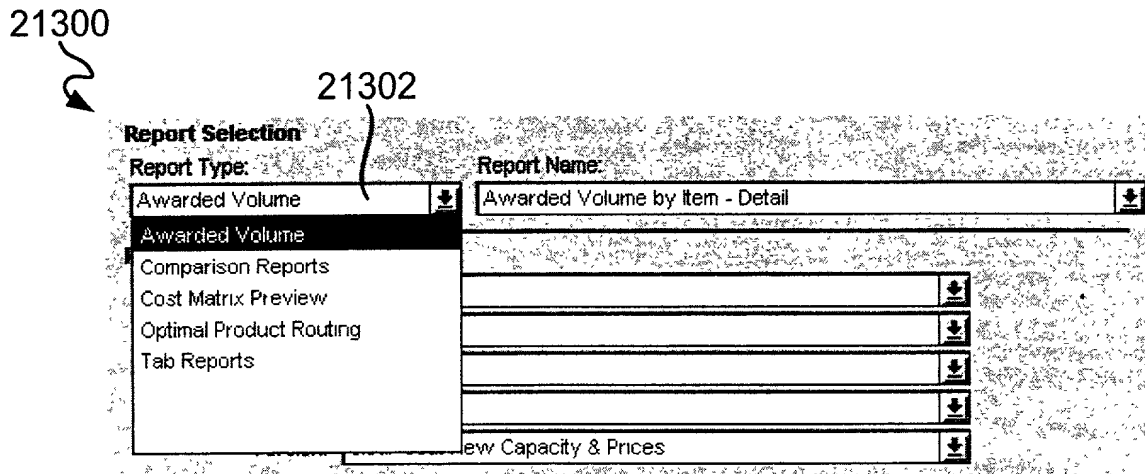 21300
21302
Report Selection
Report Type:
Report Name:
Awarded Volume
Awarded Volume by Item - Detail
Awarded Volume
Comparison Reports
Cost Matrix Preview
Optimal Product Routing
Tab Reports
Capacity & Prices